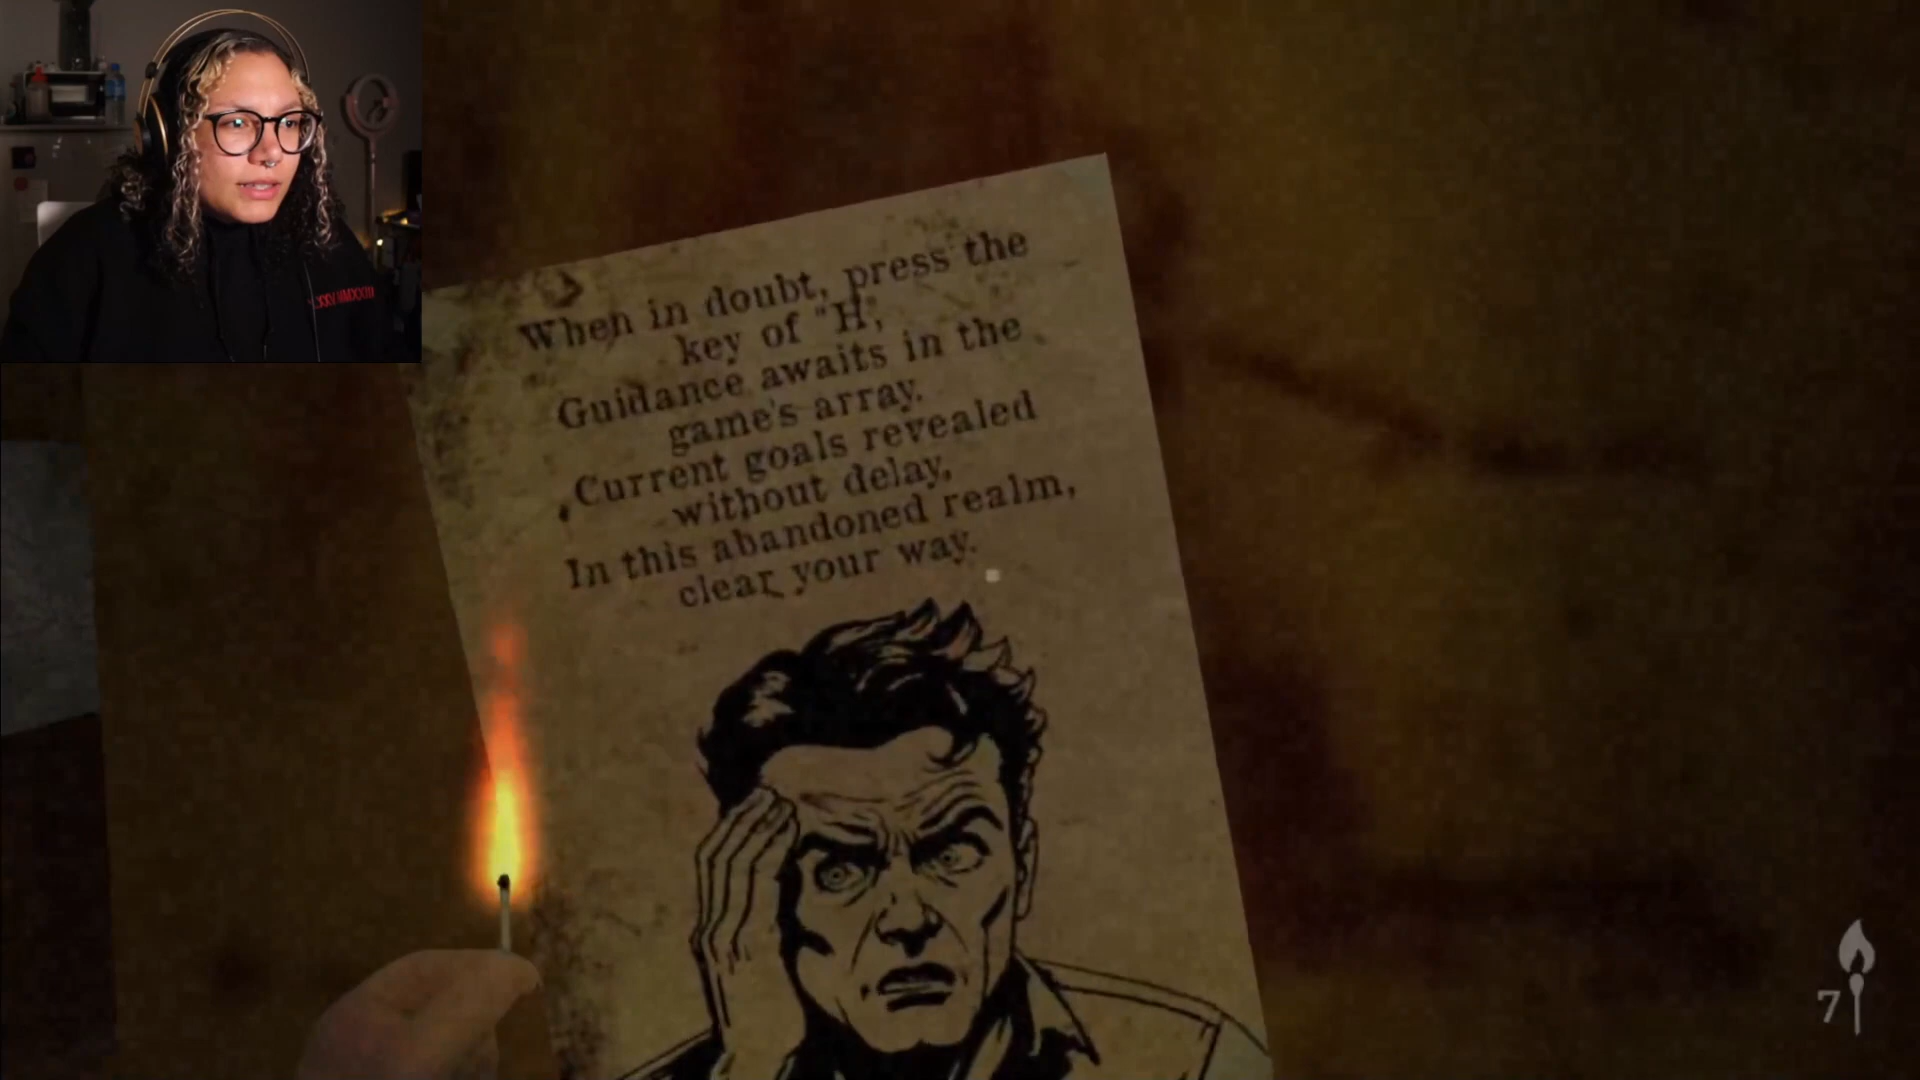 When in doubt, press the
key of "H",
Guidance awaits in the
game's array.
Current goals revealed
without delay,
In this abandoned realm,
clear your way.
7